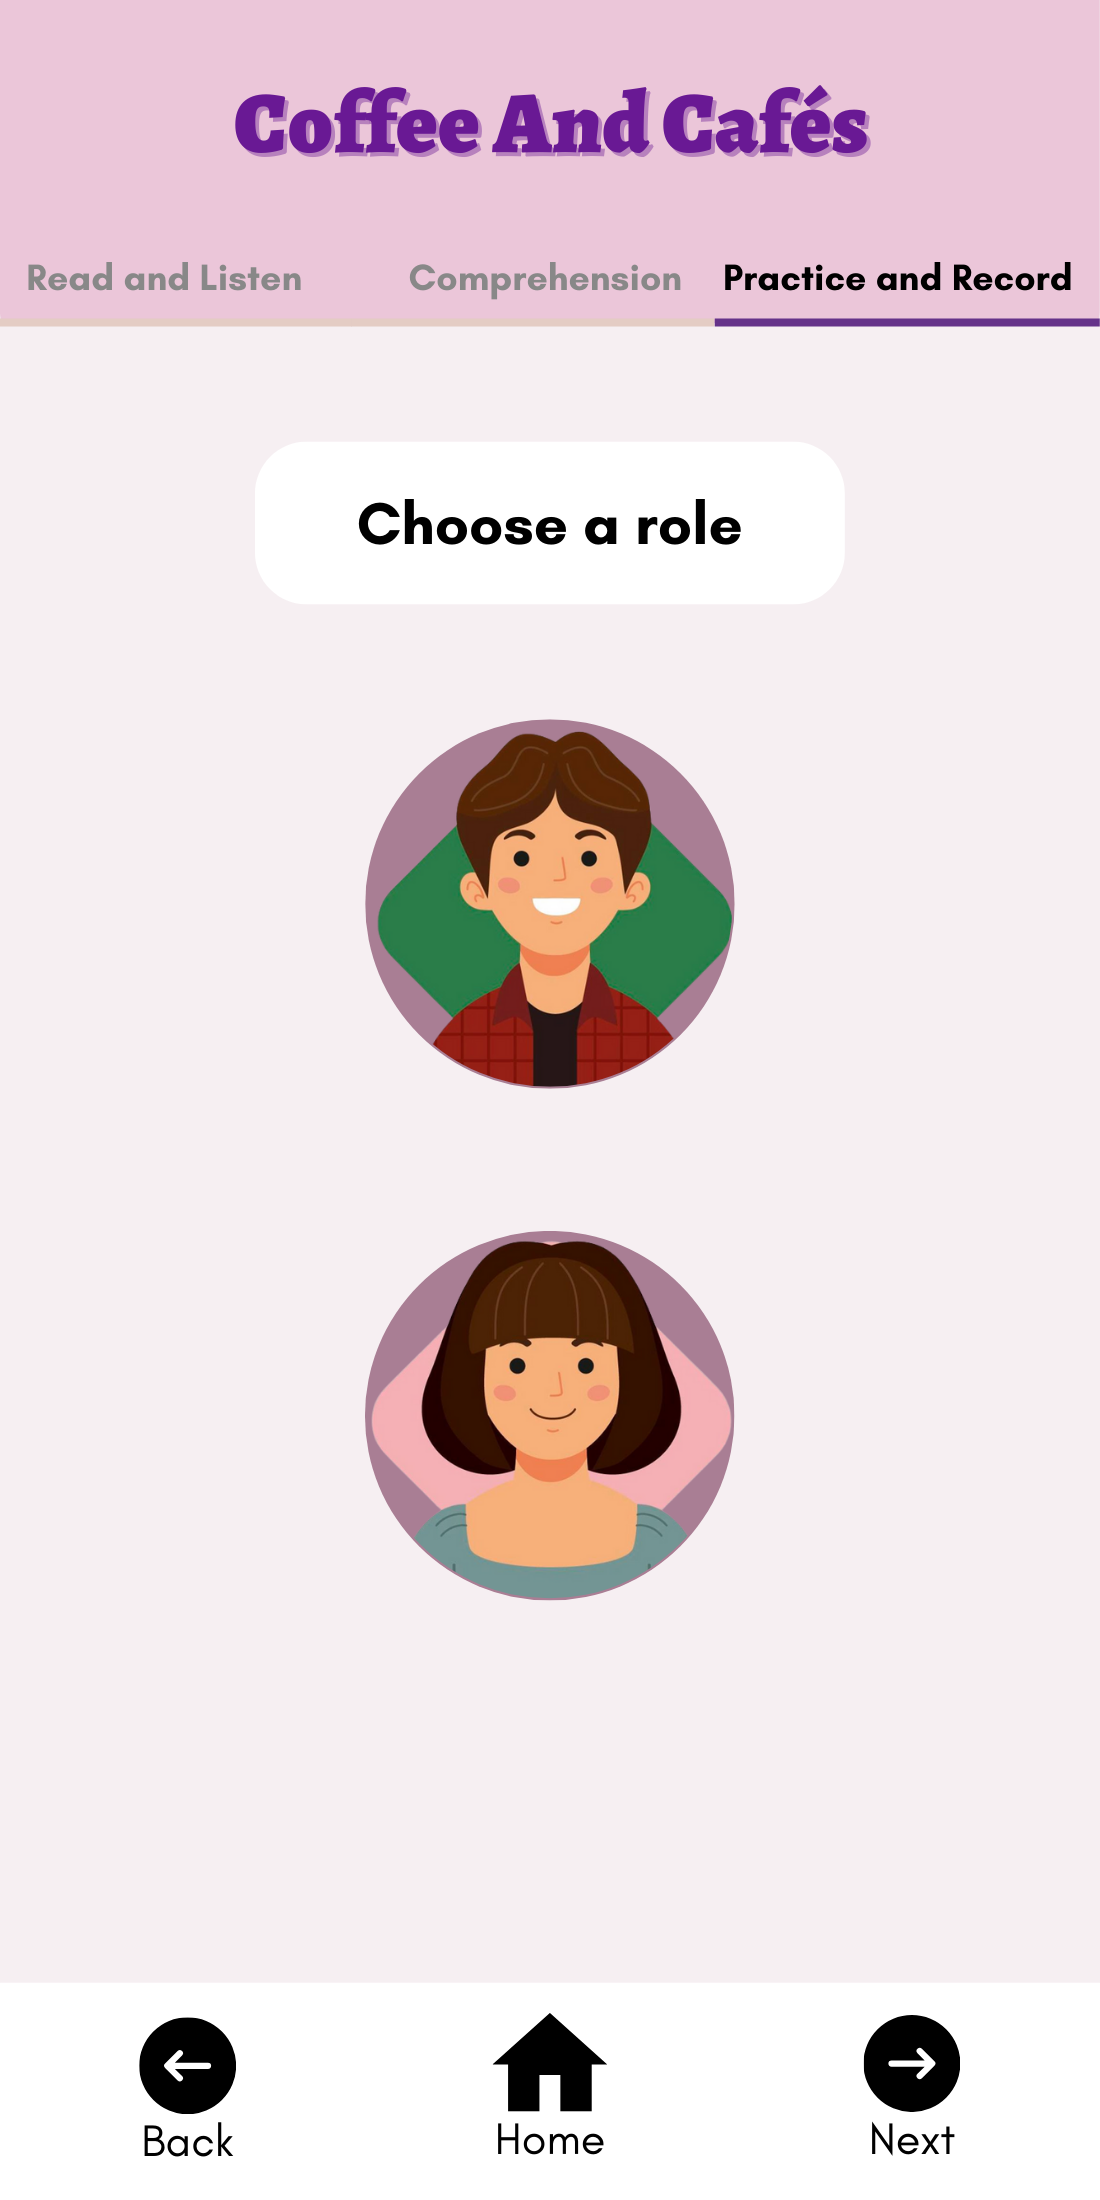 Coffee And Cafés
Read and Listen Comprehension Practice and Record
Choose a role
Back Home Next